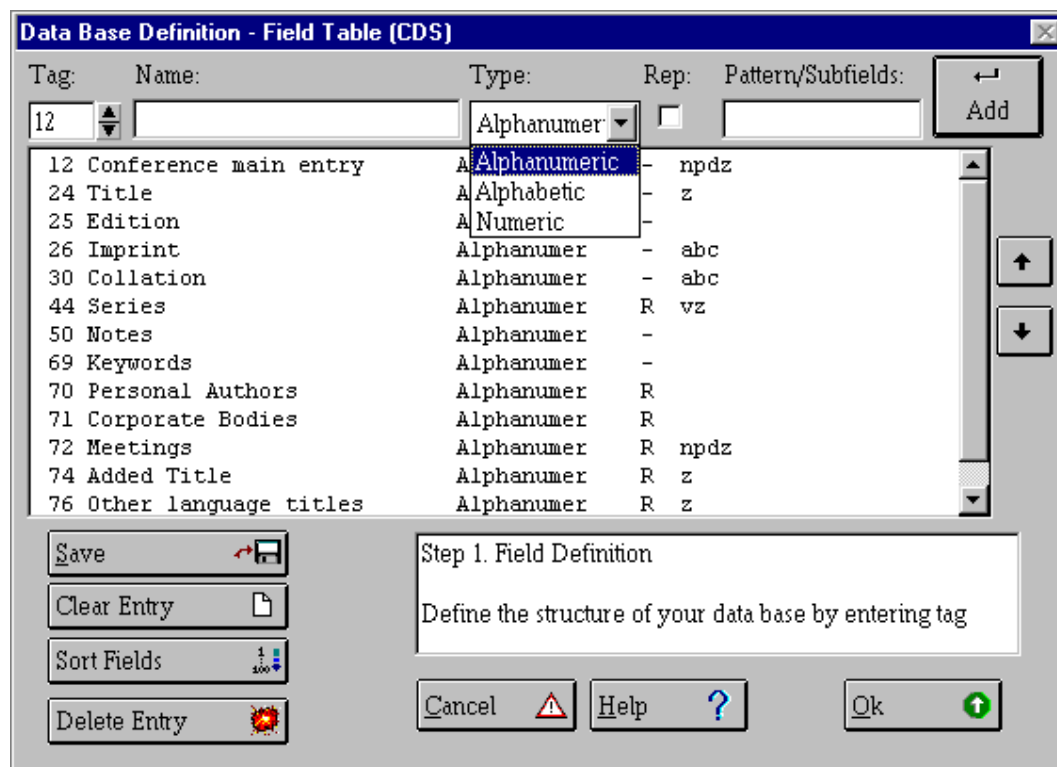 Data Base Definition - Field Table (CDS)
Tag: Name: Type: Rep: Pattern/Subfields:
12 Alphanumer Add
12 Conference main entry A Alphanumeric - npdz
24 Title A Alphabetic - z
25 Edition A Numeric -
26 Imprint Alphanumer - abc
30 Collation Alphanumer - abc
44 Series Alphanumer R vz
50 Notes Alphanumer -
69 Keywords Alphanumer -
70 Personal Authors Alphanumer R
71 Corporate Bodies Alphanumer R
72 Meetings Alphanumer R npdz
74 Added Title Alphanumer R z
76 Other language titles Alphanumer R z
Save
Clear Entry
Sort Fields
1
100
Delete Entry
Step 1. Field Definition
Define the structure of your data base by entering tag
Cancel Help ? Ok